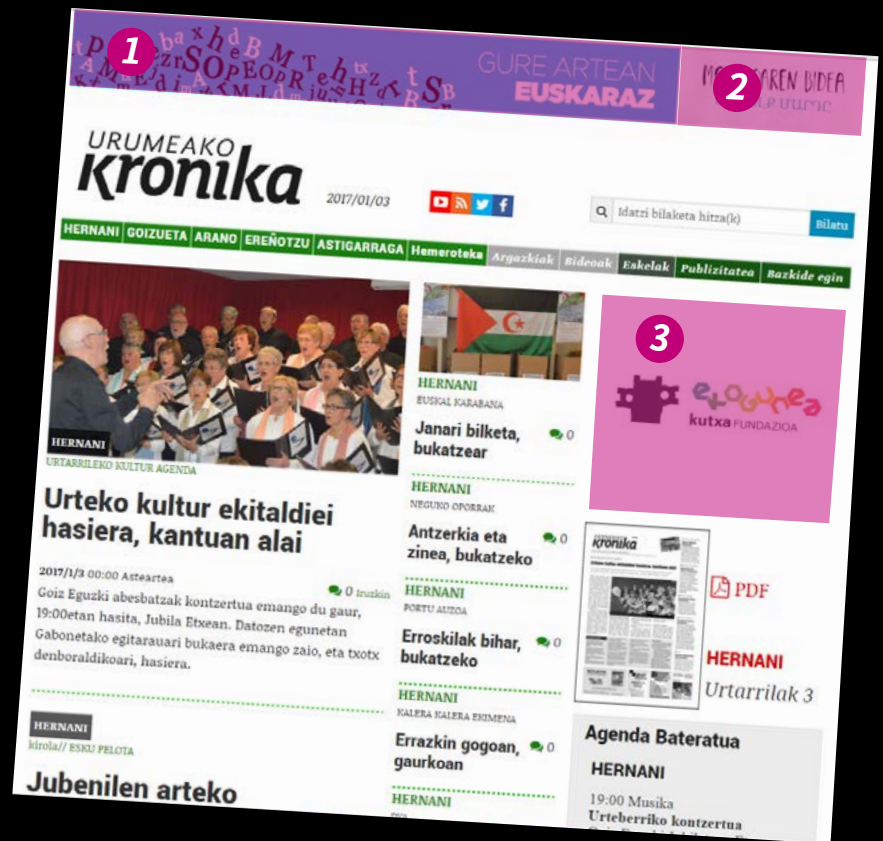 1
GURE ARTEAN
EUSKARAZ
2
BIDEA
URUMEAKO
Kronika
2017/01/03
Idatzi bilaketa hitza(k)
Bilatu
HERNANI GOIZUETA ARANO EREÑOTZU ASTIGARRAGA Hemeroteka Argazkiak Bideoak Eskelak Publizitatea Bazkide egin
HERNANI
URTARRILEKO KULTUR AGENDA
Urteko kultur ekitaldiei
hasiera, kantuan alai
2017/1/3 00:00 Asteartea
0 Iruzkin
Goiz Eguzki abesbatzak kontzertua emango du gaur,
19:00etan hasita, Jubila Etxean. Datozen egunetan
Gabonetako egitarauari bukaera emango zaio, eta txotx
denboraldikoari, hasiera.
HERNANI
kirola// ESKU PELOTA
Jubenilen arteko
HERNANI
EUSKAL KARABANA
Janari bilketa,
bukatzear
0
HERNANI
NEGUKO OPORRAK
Antzerkia eta
zinea, bukatzeko
0
HERNANI
PORTU AUZOA
Erroskilak bihar,
bukatzeko
0
HERNANI
KALERA KALERA EKIMENA
Errazkin gogoan,
gaurkoan
0
HERNANI
3
kutxa FUNDAZIOA
Kronika
PDF
HERNANI
Urtarrilak 3
Agenda Bateratua
HERNANI
19:00 Musika
Urteberriko kontzertua